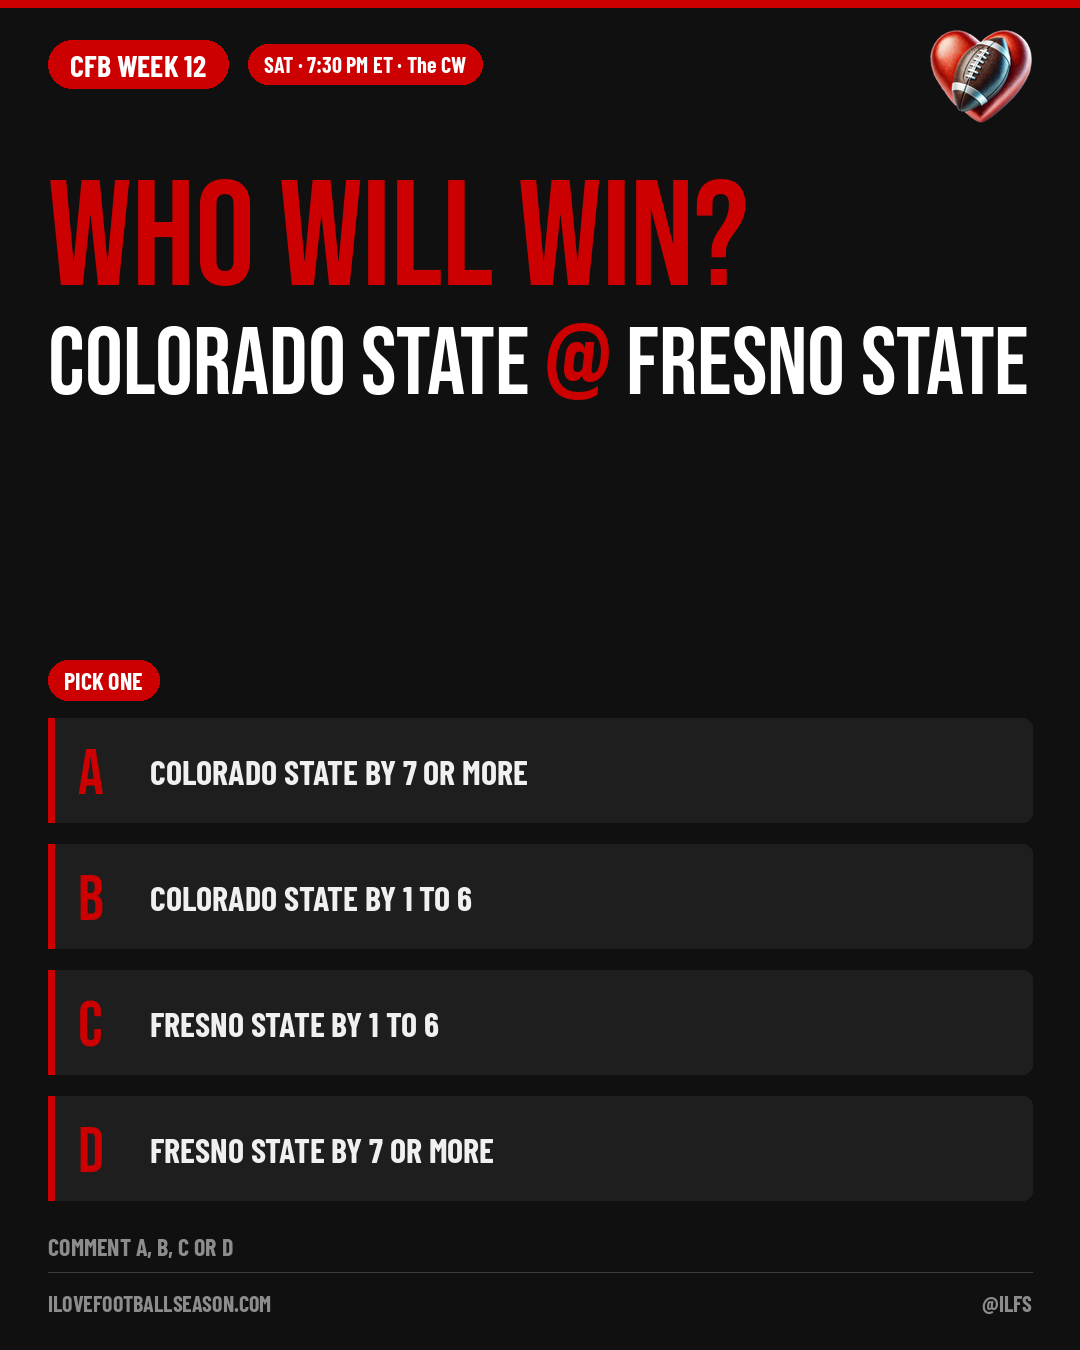 CFB WEEK 12
SAT · 7:30 PM ET · The CW
WHO WILL WIN?
COLORADO STATE @ FRESNO STATE
PICK ONE
A COLORADO STATE BY 7 OR MORE
B COLORADO STATE BY 1 TO 6
C FRESNO STATE BY 1 TO 6
D FRESNO STATE BY 7 OR MORE
COMMENT A, B, C OR D
ILOVEFOOTBALLSEASON.COM
@ILFS